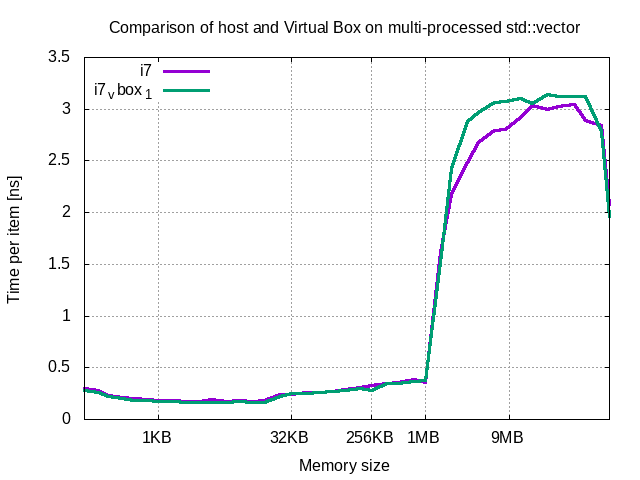 Comparison of host and Virtual Box on multi-processed std::vector
3.5
3
2.5
2
1.5
1
0.5
0
i7
i7vbox1
Time per item [ns]
1KB
32KB
256KB
1MB
9MB
Memory size